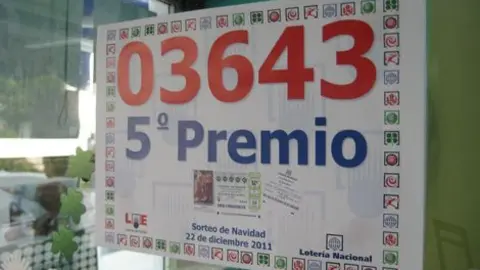 03643
5º Premio
Sorteo de Navidad
22 de diciembre 2011
Lotería Nacional